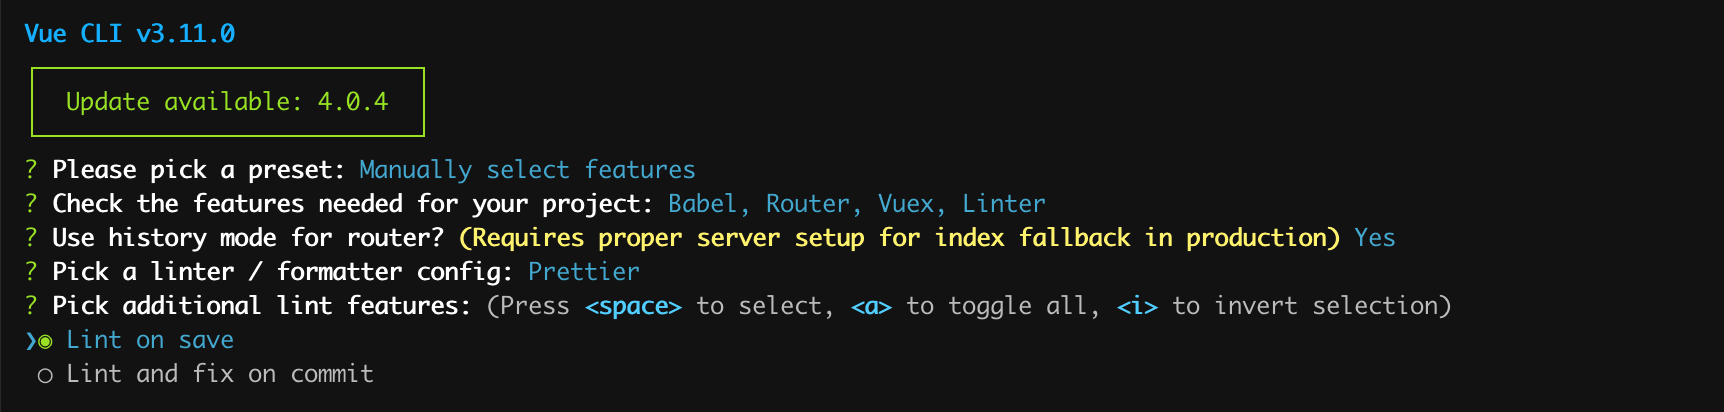 Vue CLI v3.11.0
Update available: 4.0.4
? Please pick a preset: Manually select features
? Check the features needed for your project: Babel, Router, Vuex, Linter
? Use history mode for router? (Requires proper server setup for index fallback in production) Yes
? Pick a linter / formatter config: Prettier
? Pick additional lint features: (Press <space> to select, <a> to toggle all, <i> to invert selection)
❯◉ Lint on save
○ Lint and fix on commit